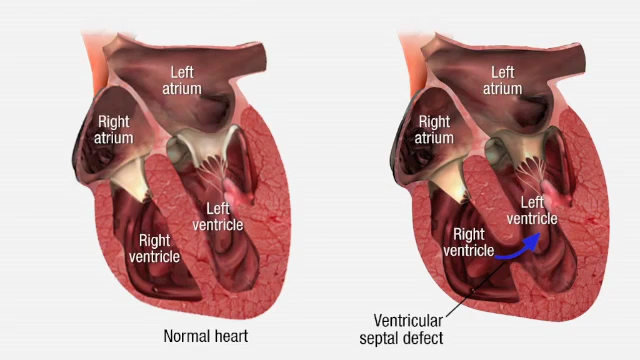 Left
atrium
Right
atrium
Left
ventricle
Right
ventricle
Normal heart
Left
atrium
Right
atrium
Left
ventricle
Right
ventricle
Ventricular
septal defect